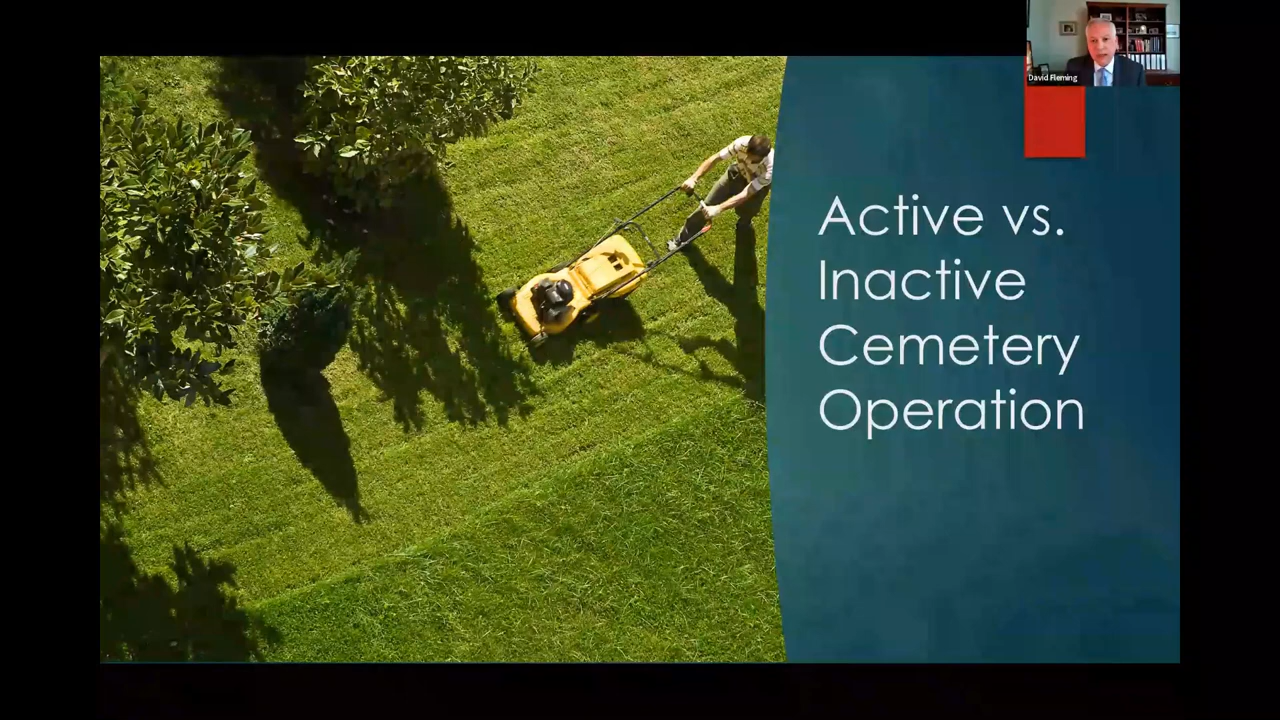 David Fleming
Active vs.
Inactive
Cemetery
Operation